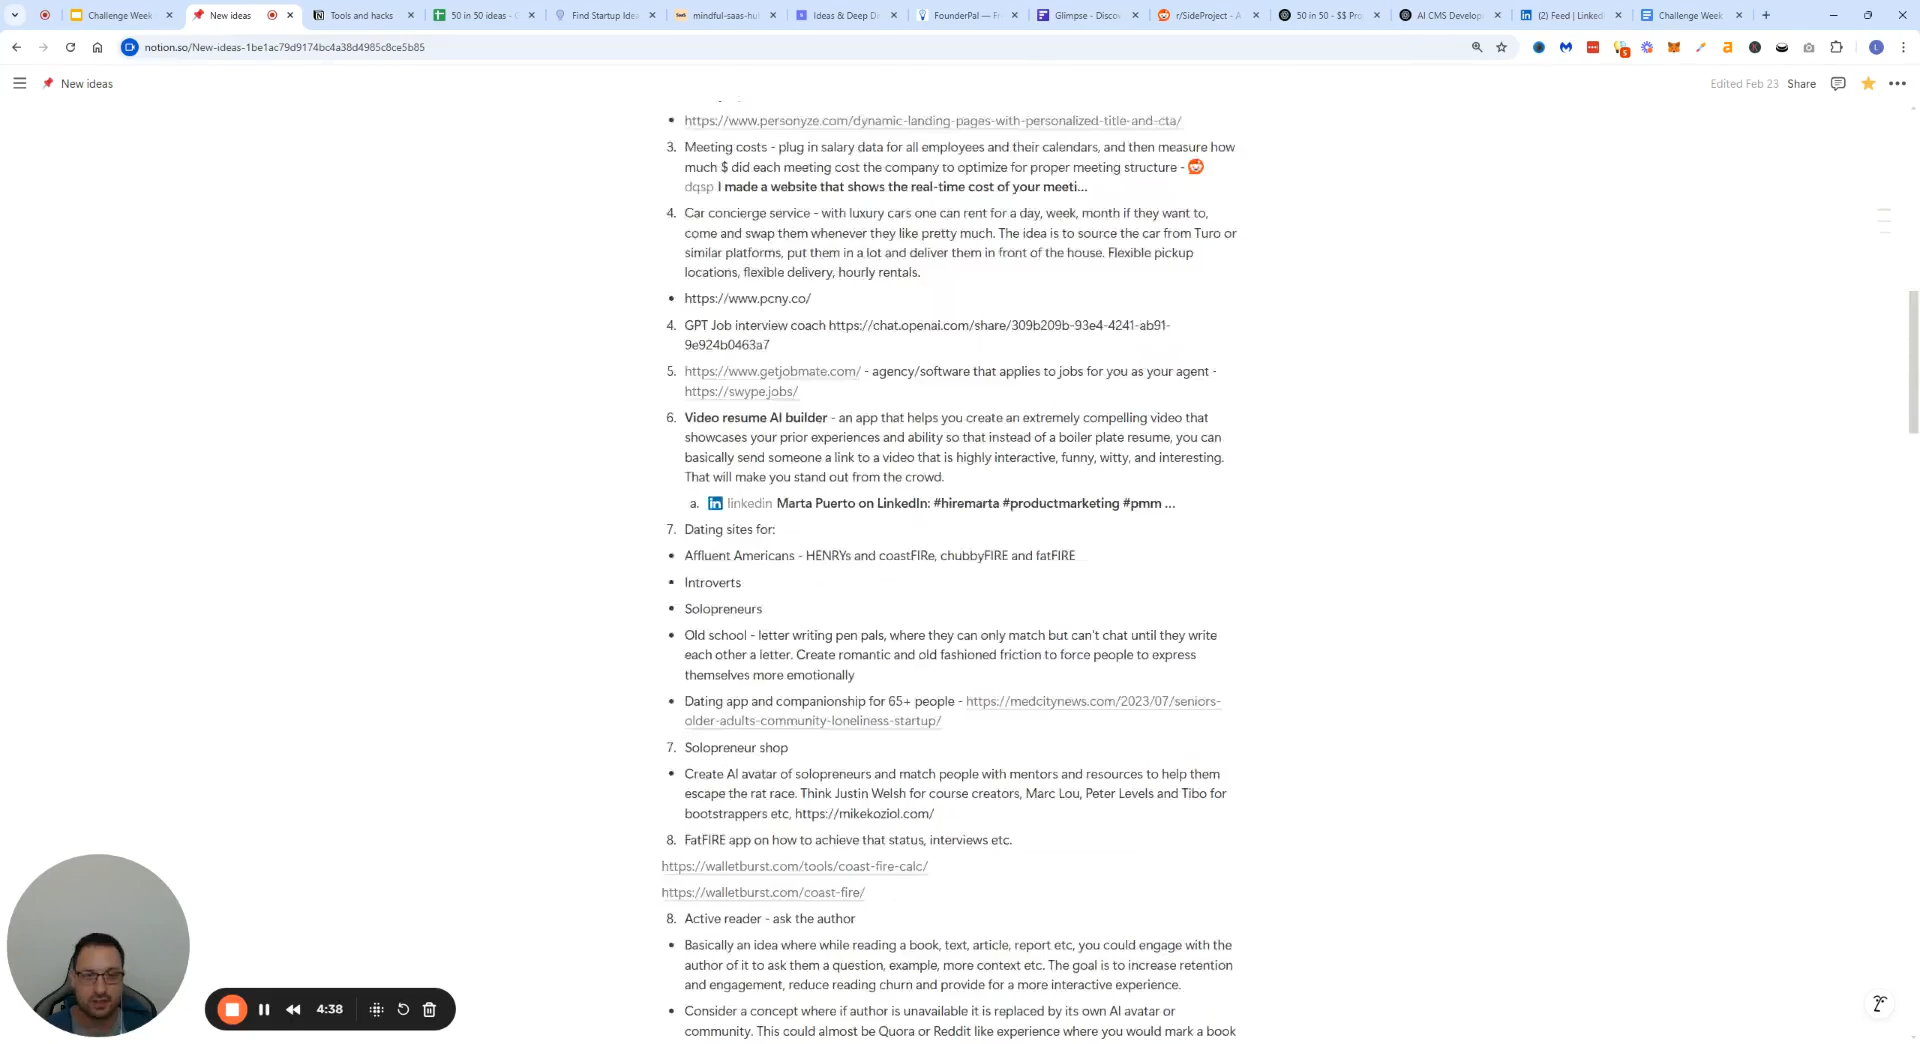 Challenge Week
New ideas
Tools and hacks
50 in 50 ideas - G
Find Startup Idea
mindful-saas-hub
Ideas & Deep Di
FounderPal — Fr
Glimpse - Discov
r/SideProject - A
50 in 50 - $$ Pro
AI CMS Develop
(2) Feed | LinkedI
Challenge Week
notion.so/New-ideas-1be1ac79d9174bc4a38d4985c8ce5b85
New ideas
Edited Feb 23
Share
• https://www.personyze.com/dynamic-landing-pages-with-personalized-title-and-cta/
3. Meeting costs - plug in salary data for all employees and their calendars, and then measure how
much $ did each meeting cost the company to optimize for proper meeting structure -
dqsp I made a website that shows the real-time cost of your meeti...
4. Car concierge service - with luxury cars one can rent for a day, week, month if they want to,
come and swap them whenever they like pretty much. The idea is to source the car from Turo or
similar platforms, put them in a lot and deliver them in front of the house. Flexible pickup
locations, flexible delivery, hourly rentals.
• https://www.pcny.co/
4. GPT Job interview coach https://chat.openai.com/share/309b209b-93e4-4241-ab91-
9e924b0463a7
5. https://www.getjobmate.com/ - agency/software that applies to jobs for you as your agent -
https://swype.jobs/
6. Video resume AI builder - an app that helps you create an extremely compelling video that
showcases your prior experiences and ability so that instead of a boiler plate resume, you can
basically send someone a link to a video that is highly interactive, funny, witty, and interesting.
That will make you stand out from the crowd.
a. linkedin Marta Puerto on LinkedIn: #hiremarta #productmarketing #pmm ...
7. Dating sites for:
• Affluent Americans - HENRYs and coastFIRe, chubbyFIRE and fatFIRE
• Introverts
• Solopreneurs
• Old school - letter writing pen pals, where they can only match but can't chat until they write
each other a letter. Create romantic and old fashioned friction to force people to express
themselves more emotionally
• Dating app and companionship for 65+ people - https://medcitynews.com/2023/07/seniors-
older-adults-community-loneliness-startup/
7. Solopreneur shop
• Create AI avatar of solopreneurs and match people with mentors and resources to help them
escape the rat race. Think Justin Welsh for course creators, Marc Lou, Peter Levels and Tibo for
bootstrappers etc, https://mikekoziol.com/
8. FatFIRE app on how to achieve that status, interviews etc.
https://walletburst.com/tools/coast-fire-calc/
https://walletburst.com/coast-fire/
8. Active reader - ask the author
• Basically an idea where while reading a book, text, article, report etc, you could engage with the
author of it to ask them a question, example, more context etc. The goal is to increase retention
and engagement, reduce reading churn and provide for a more interactive experience.
• Consider a concept where if author is unavailable it is replaced by its own AI avatar or
community. This could almost be Quora or Reddit like experience where you would mark a book
4:38